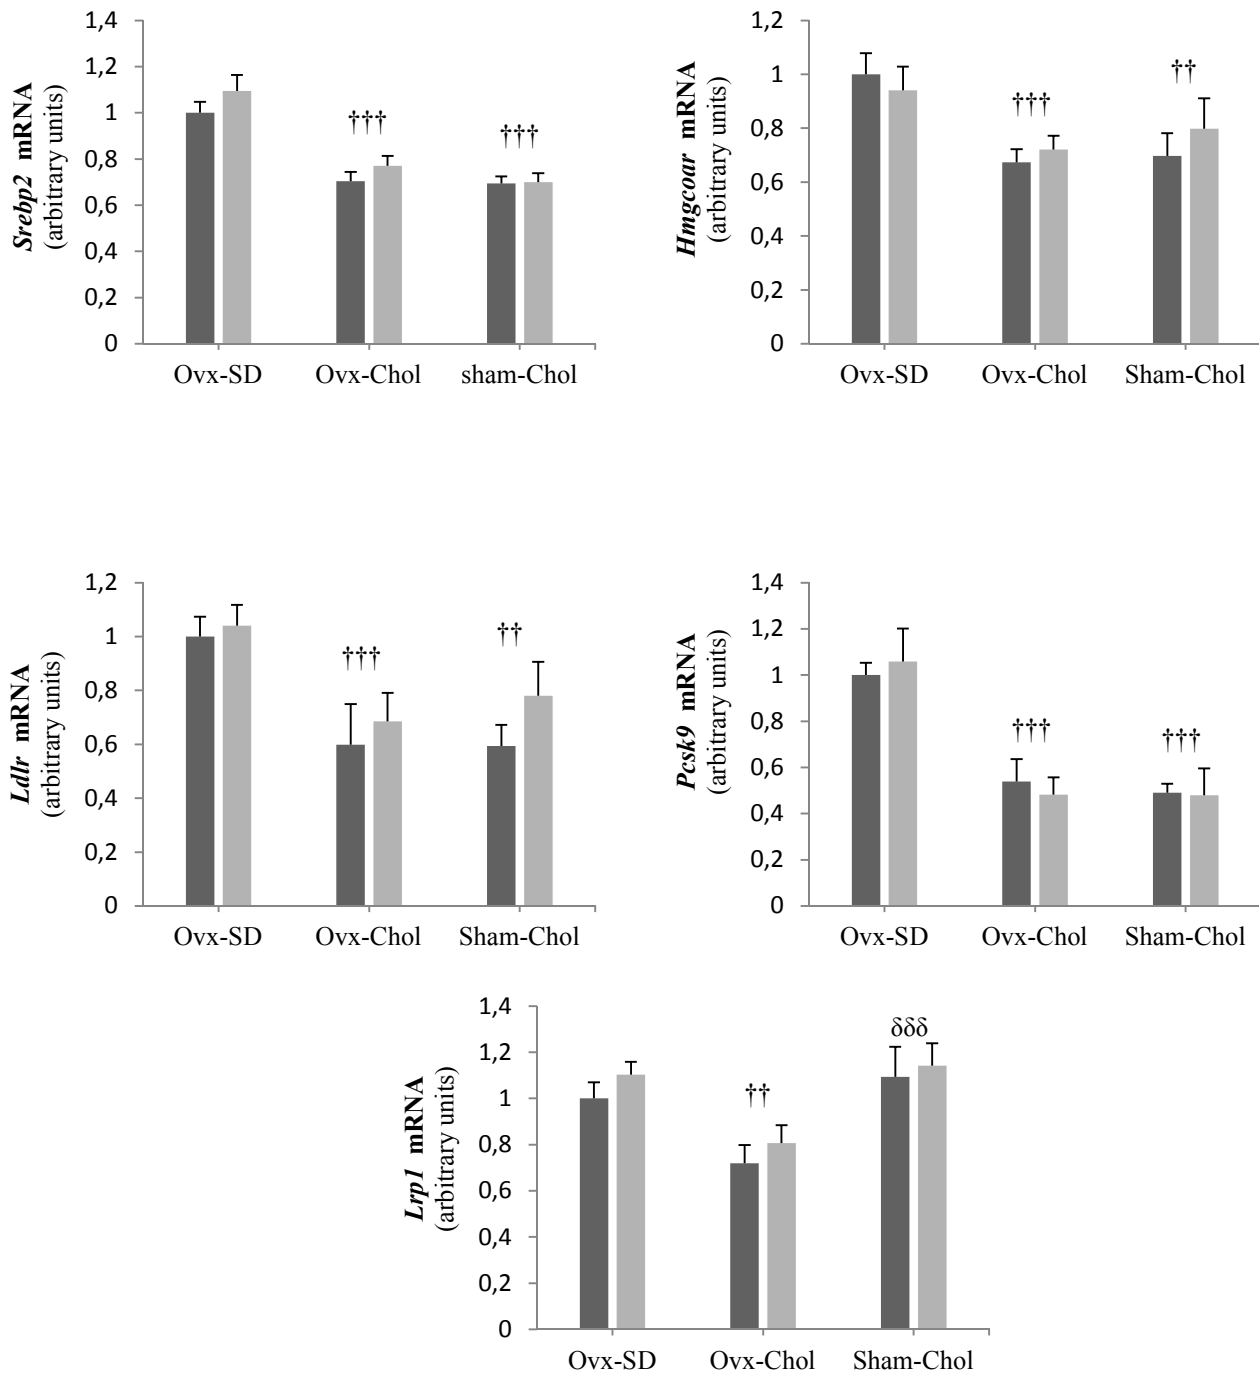 Srebp2 mRNA
(arbitrary units)
1,4
1,2
1
0,8
0,6
0,4
0,2
0
†††
†††
Ovx-SD Ovx-Chol sham-Chol
Hmgcoar mRNA
(arbitrary units)
1,2
1
0,8
0,6
0,4
0,2
0
†††
††
Ovx-SD Ovx-Chol Sham-Chol
Ldlr mRNA
(arbitrary units)
1,2
1
0,8
0,6
0,4
0,2
0
†††
††
Ovx-SD Ovx-Chol Sham-Chol
Pcsk9 mRNA
(arbitrary units)
1,4
1,2
1
0,8
0,6
0,4
0,2
0
†††
†††
Ovx-SD Ovx-Chol Sham-Chol
Lrp1 mRNA
(arbitrary units)
1,4
1,2
1
0,8
0,6
0,4
0,2
0
††
δδδ
Ovx-SD Ovx-Chol Sham-Chol